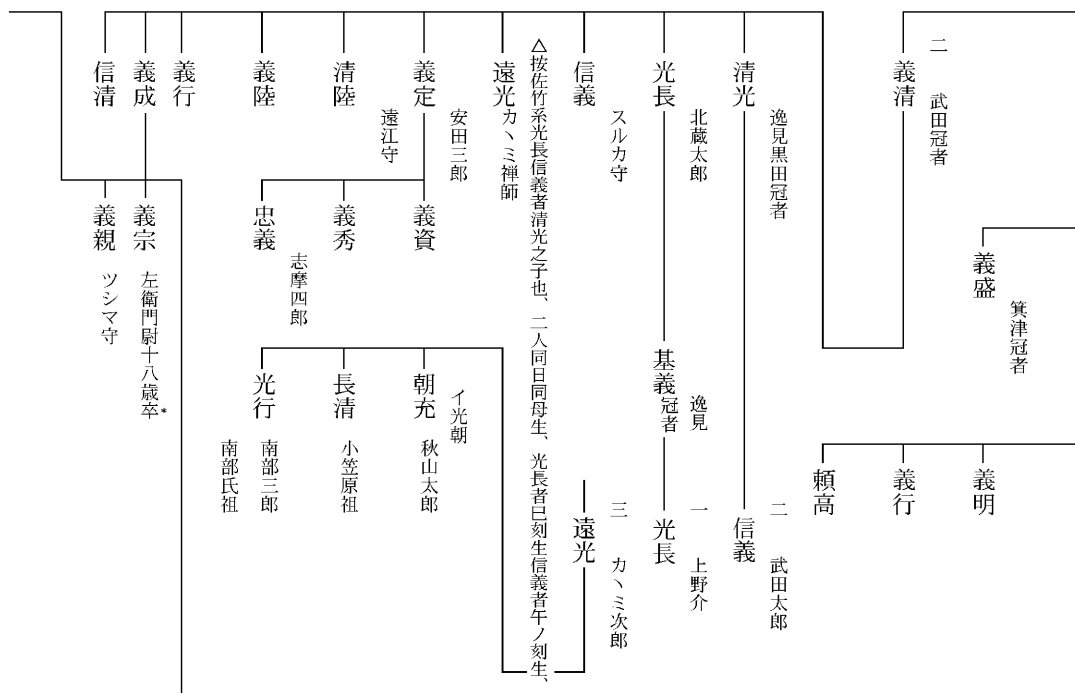 二
義清
武田冠者
義盛
箕津冠者
義明
義行
頼高
清光
逸見黒田冠者
二
信義
武田太郎
光長
北蔵太郎
基義
逸見
冠者
一
光長
上野介
信義
スルカ守
三
遠光
カヽミ次郎
△按佐竹系光長信義者清光之子也、二人同日同母生、光長者巳刻生信義者午ノ刻生、
遠光
カヽミ禅師
イ光朝
朝充
秋山太郎
長清
小笠原祖
光行
南部三郎
南部氏祖
義定
安田三郎
遠江守
義資
義秀
忠義
志摩四郎
清陸
義陸
義行
義成
信清
義宗
左衛門尉十八歳卒*
義親
ツシマ守